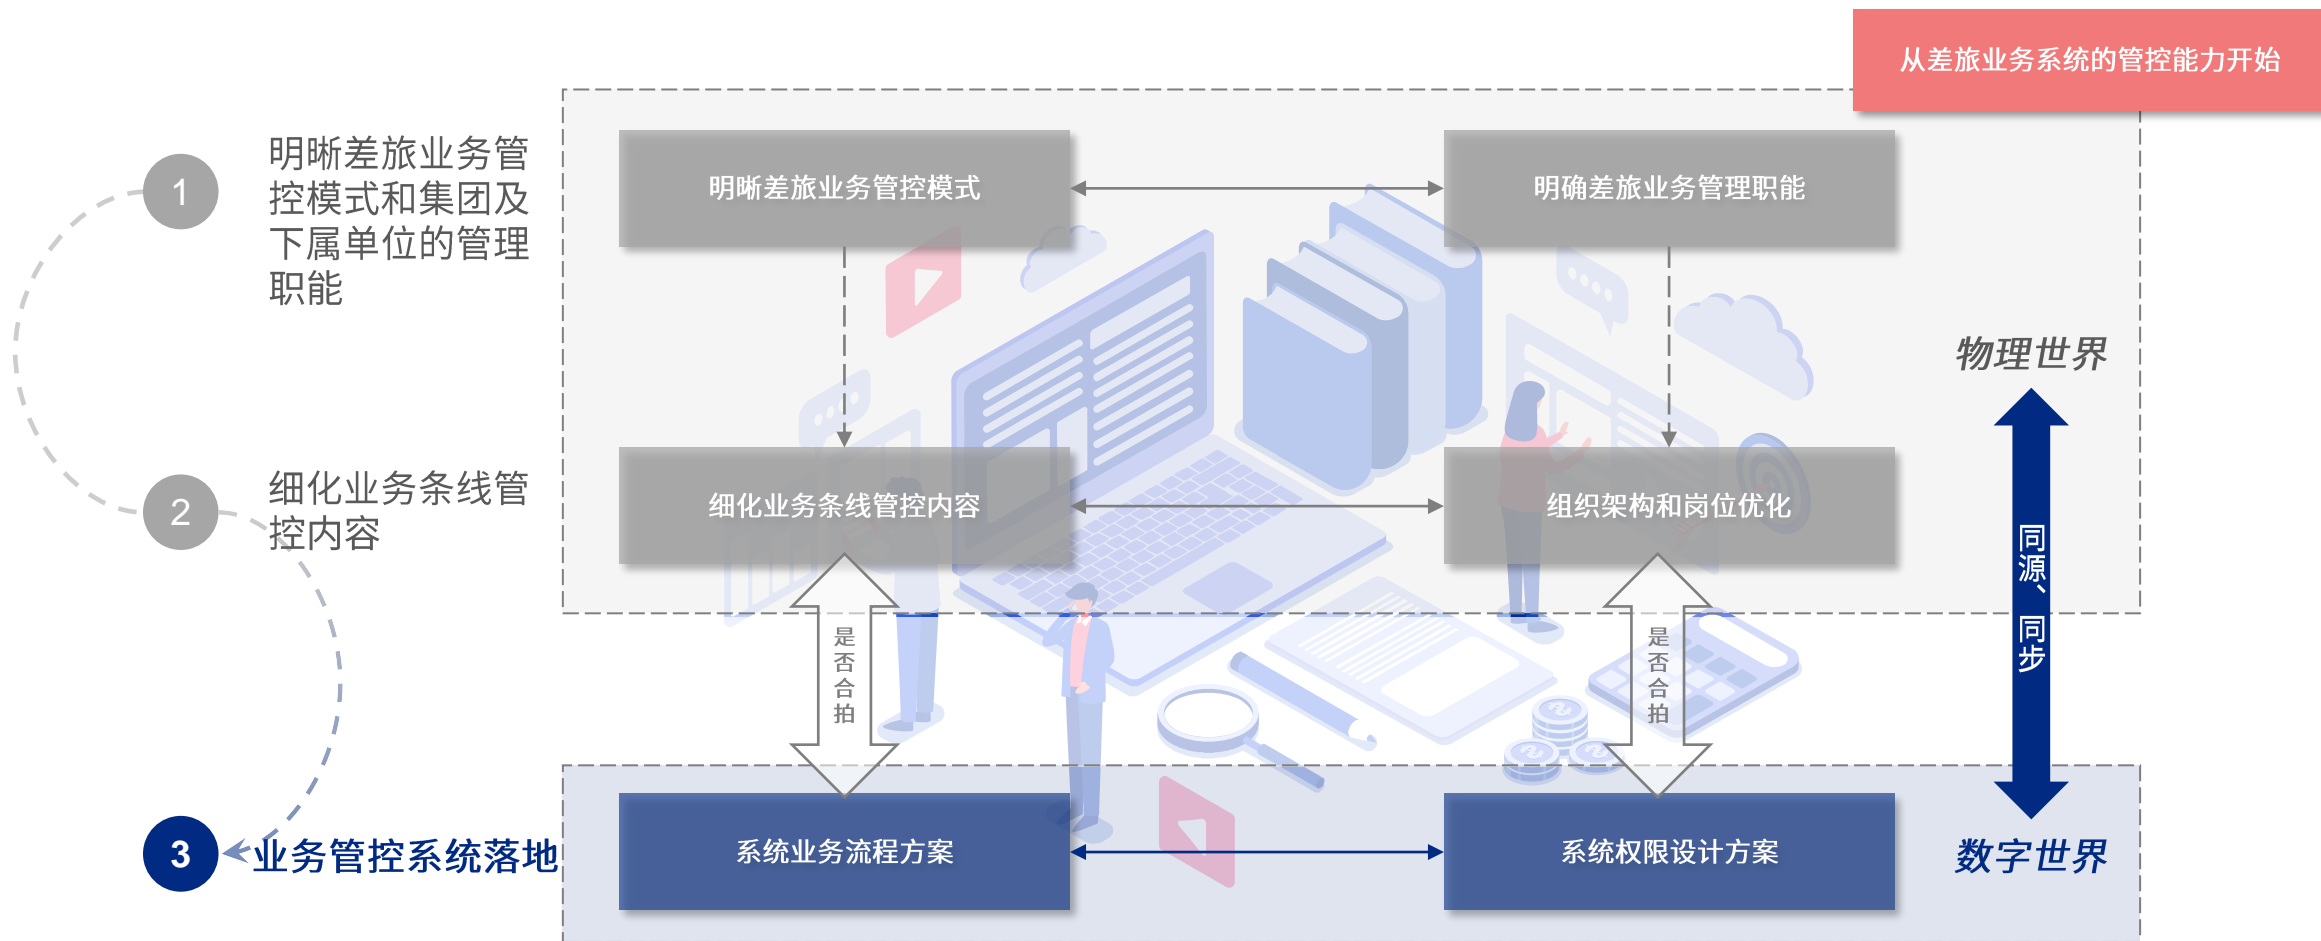 从差旅业务系统的管控能力开始
1
明晰差旅业务管
控模式和集团及
下属单位的管理
职能
明晰差旅业务管控模式
明确差旅业务管理职能
物理世界
2
细化业务条线管
控内容
细化业务条线管控内容
组织架构和岗位优化
是否合拍
是否合拍
同源、同步
3
业务管控系统落地
系统业务流程方案
系统权限设计方案
数字世界